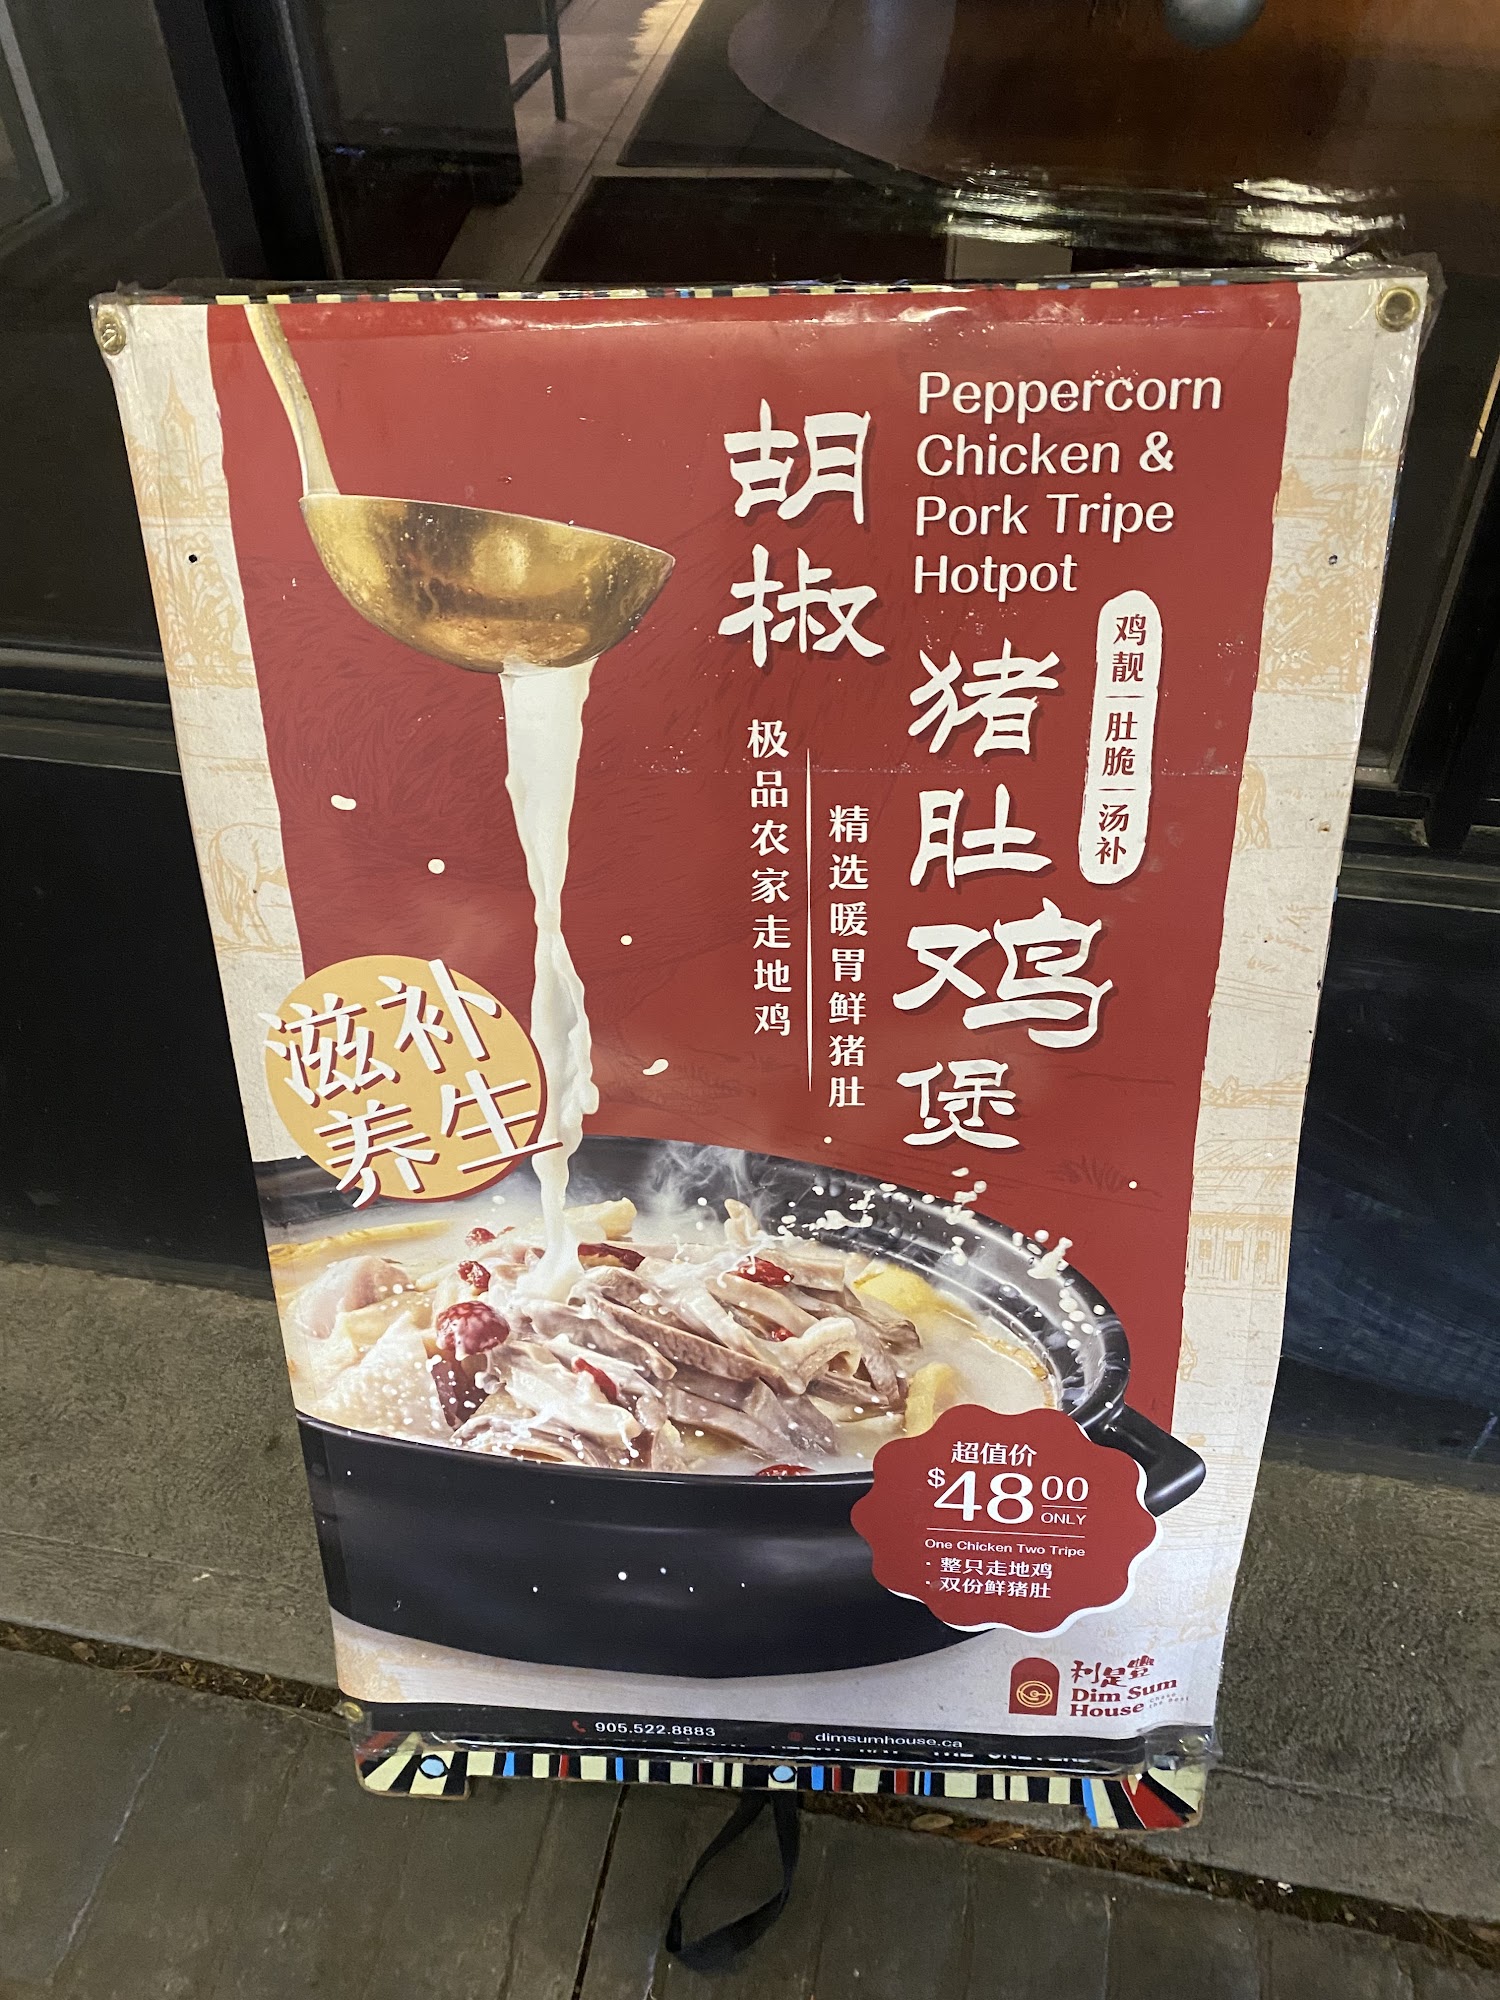 Peppercorn
Chicken &
Pork Tripe
Hotpot
胡椒
猪肚鸡煲
鸡靓 肚脆 汤补
精选暖胃鲜猪肚
极品农家走地鸡
滋补
养生
超值价
$48.00
ONLY
One Chicken Two Tripe
· 整只走地鸡
· 双份鲜猪肚
利是豐
Dim Sum
House
905.522.8883
dimsumhouse.ca